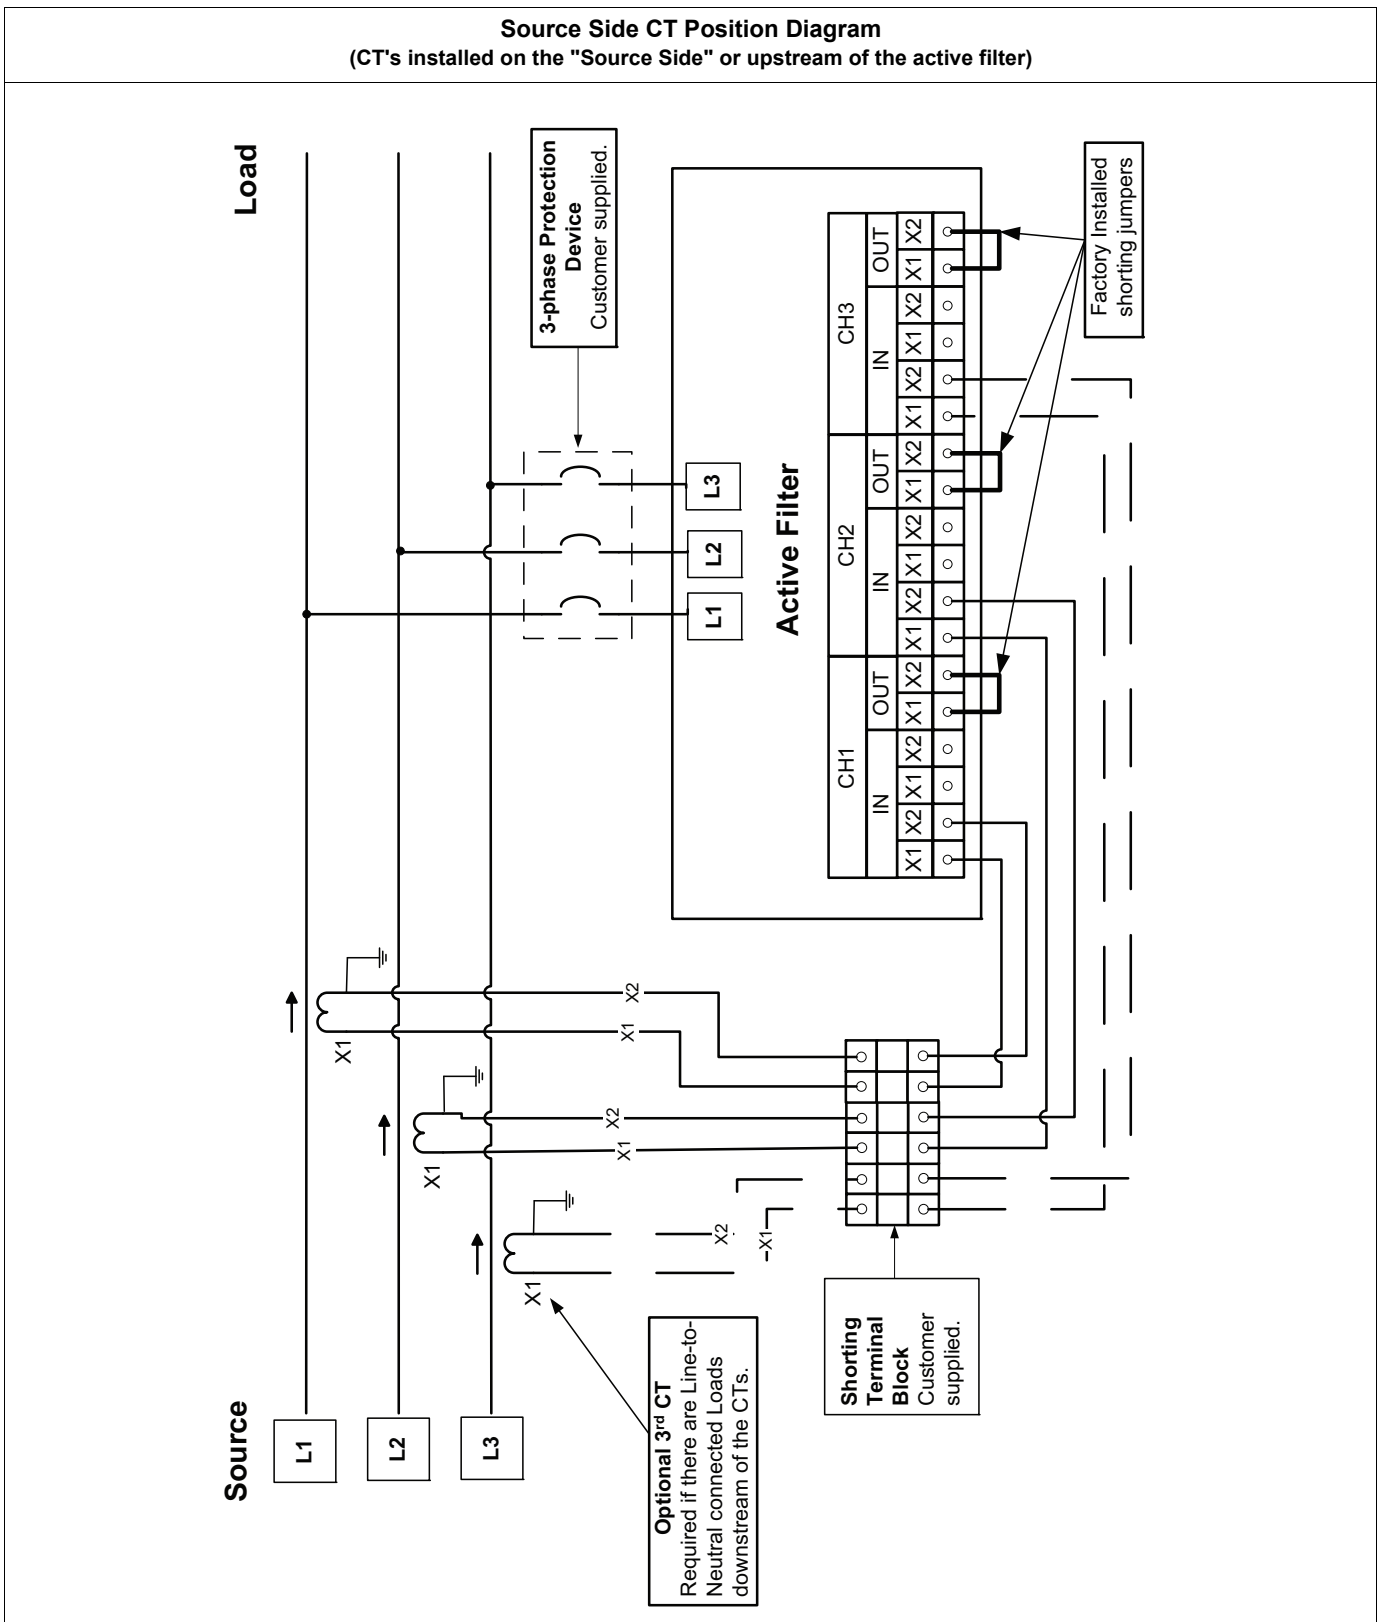 Source Side CT Position Diagram
(CT's installed on the "Source Side" or upstream of the active filter)
Source
Load
L1
L2
L3
X1
X1
X1
X2
X1
X2
X1
X2
-X1
Optional 3rd CT
Required if there are Line-to-
Neutral connected Loads
downstream of the CTs.
3-phase Protection
Device
Customer supplied.
L1
L2
L3
Active Filter
CH1
CH2
CH3
IN
OUT
IN
OUT
IN
OUT
X1 X2 X1 X2 X1 X2 X1 X2 X1 X2 X1 X2 X1 X2 X1 X2 X1 X2
Shorting
Terminal
Block
Customer
supplied.
Factory Installed
shorting jumpers